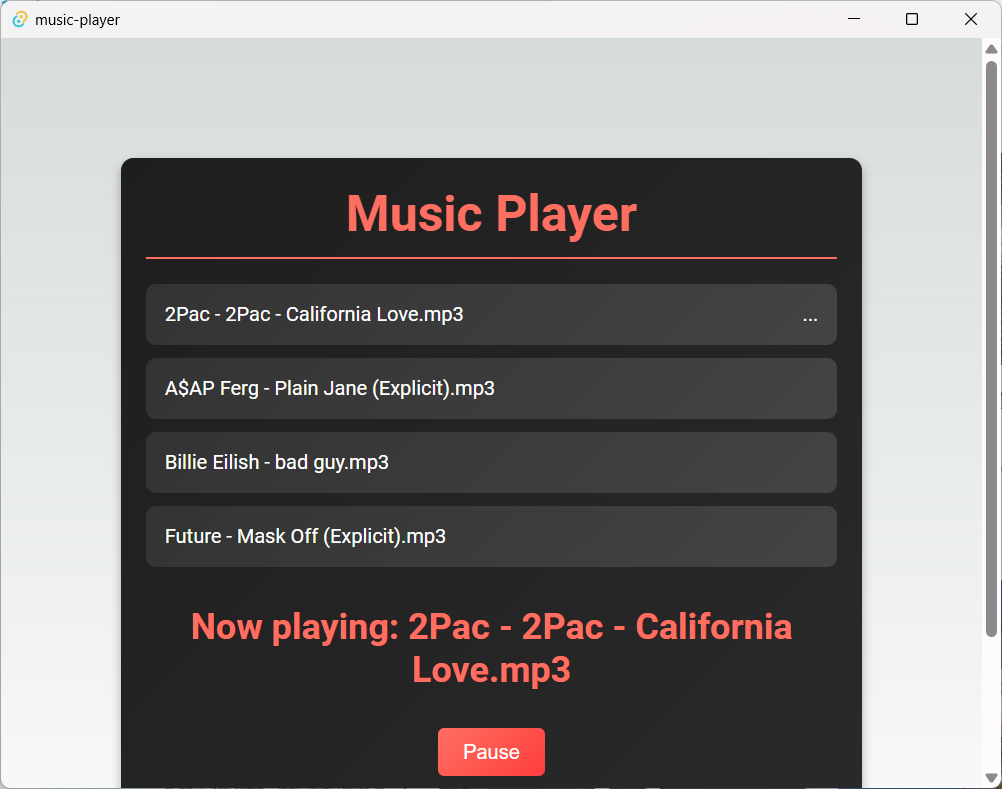 music-player
Music Player
2Pac - 2Pac - California Love.mp3 ...
A$AP Ferg - Plain Jane (Explicit).mp3
Billie Eilish - bad guy.mp3
Future - Mask Off (Explicit).mp3
Now playing: 2Pac - 2Pac - California
Love.mp3
Pause